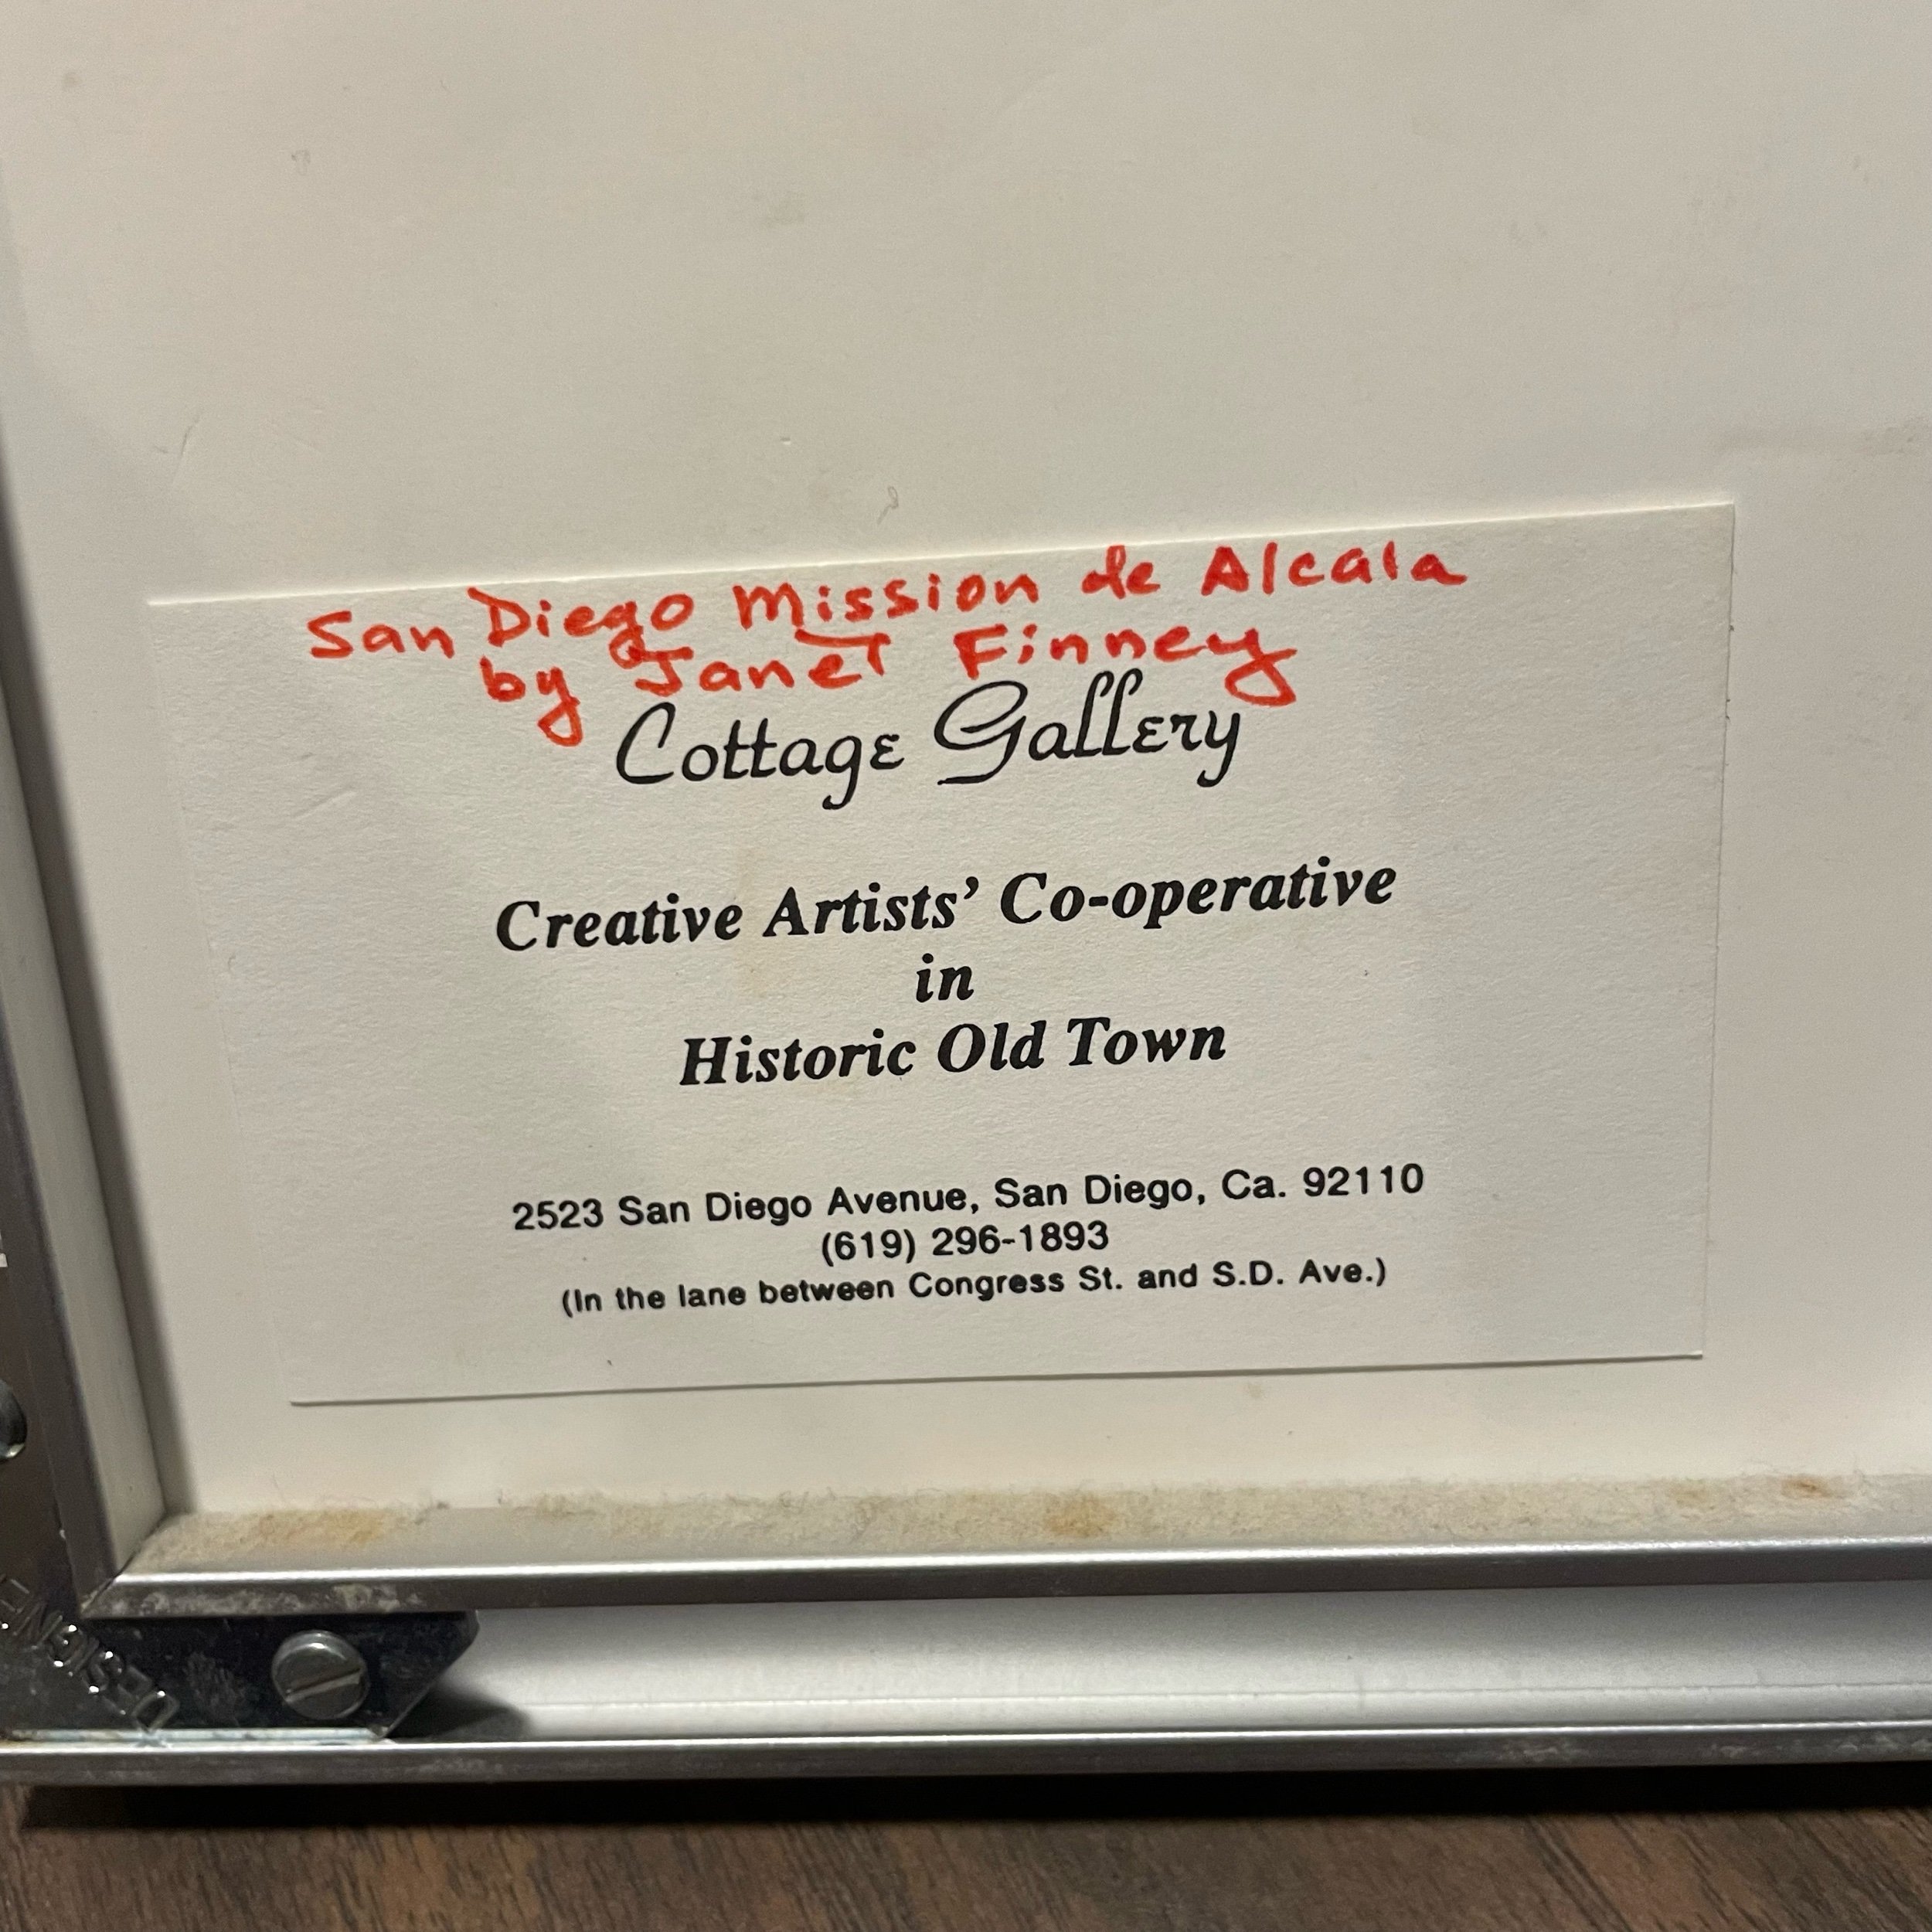 San Diego Mission de Alcala
by Janet Finney
Cottage Gallery
Creative Artists' Co-operative
in
Historic Old Town
2523 San Diego Avenue, San Diego, Ca. 92110
(619) 296-1893
(In the lane between Congress St. and S.D. Ave.)